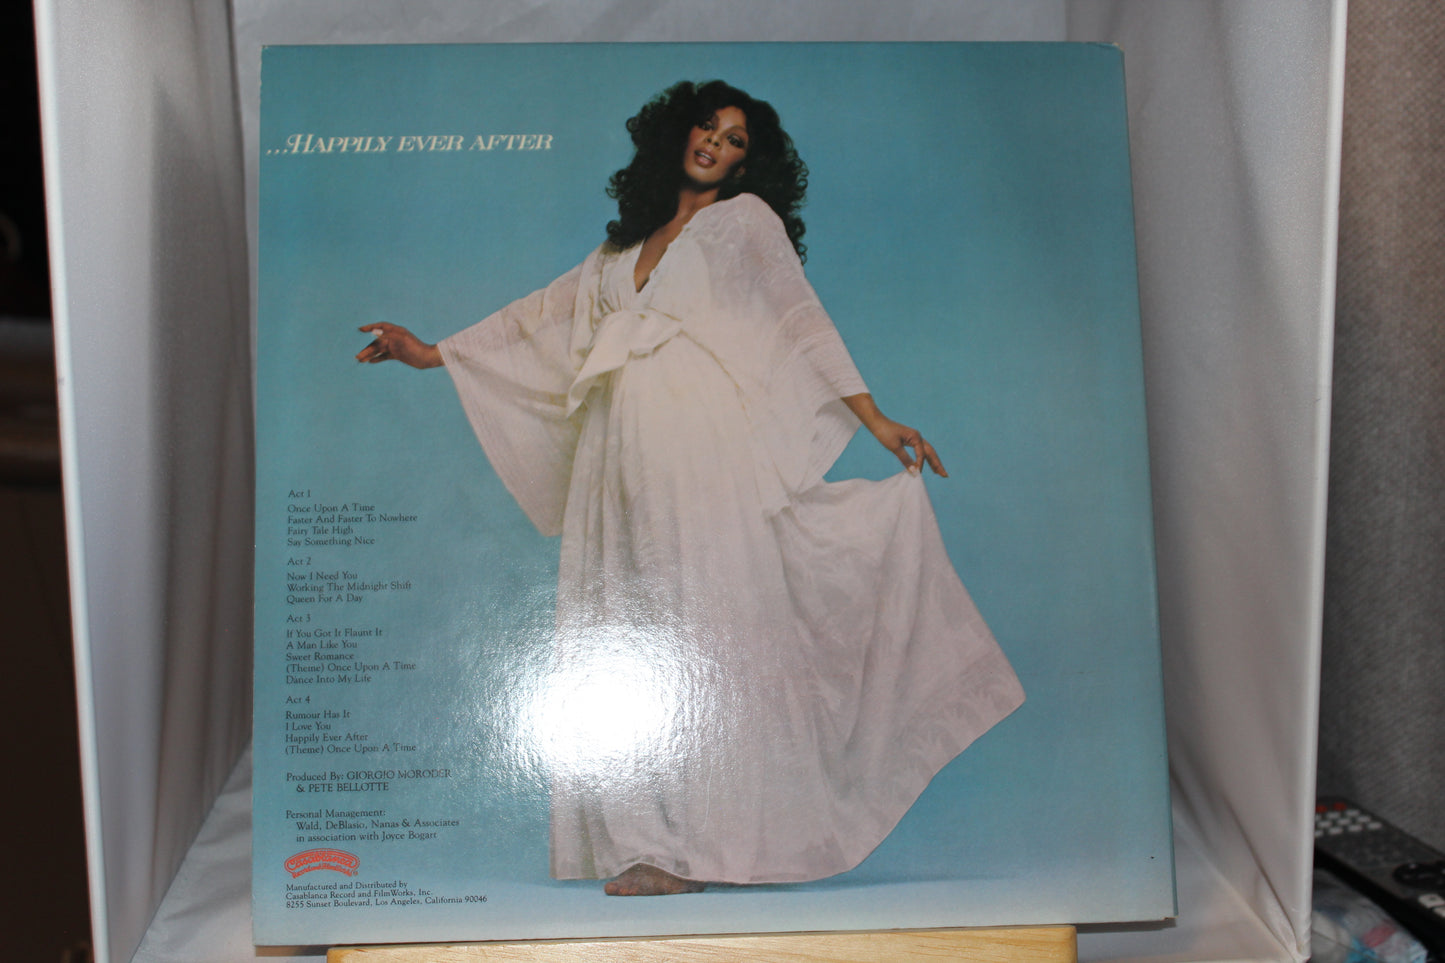 ...HAPPILY EVER AFTER
Act 1
Once Upon A Time
Faster And Faster To Nowhere
Fairy Tale High
Say Something Nice
Act 2
Now I Need You
Working The Midnight Shift
Queen For A Day
Act 3
If You Got It Flaunt It
A Man Like You
Sweet Romance
(Theme) Once Upon A Time
Dance Into My Life
Act 4
Rumour Has It
I Love You
Happily Ever After
(Theme) Once Upon A Time
Produced By: GIORGIO MORODER
& PETE BELLOTTE
Personal Management:
Wald, DeBlasio, Nanas & Associates
in association with Joyce Bogart
Casablanca
Record and FilmWorks
Manufactured and Distributed by
Casablanca Record and FilmWorks, Inc.
8255 Sunset Boulevard, Los Angeles, California 90046